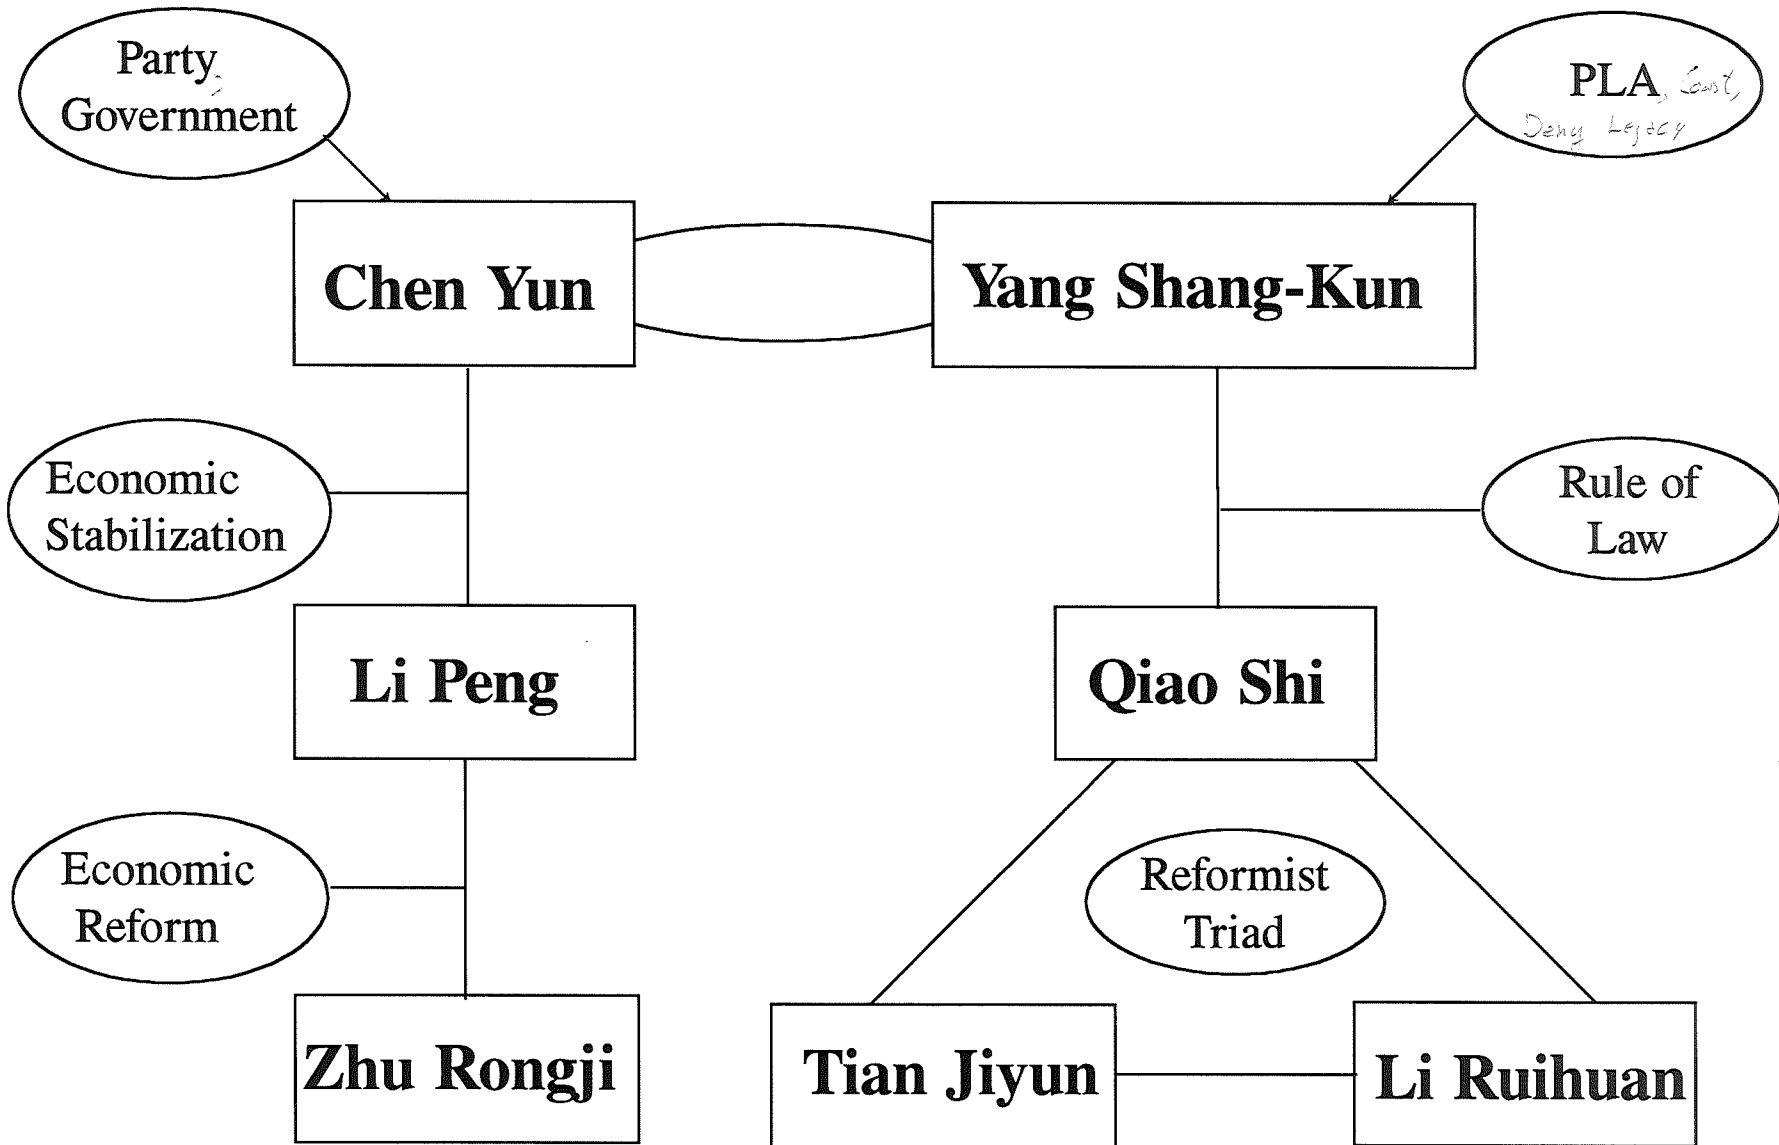 Party,
Government
PLA, Coast,
Deng Legacy
Chen Yun
Yang Shang-Kun
Economic
Stabilization
Rule of
Law
Li Peng
Qiao Shi
Economic
Reform
Reformist
Triad
Zhu Rongji
Tian Jiyun
Li Ruihuan